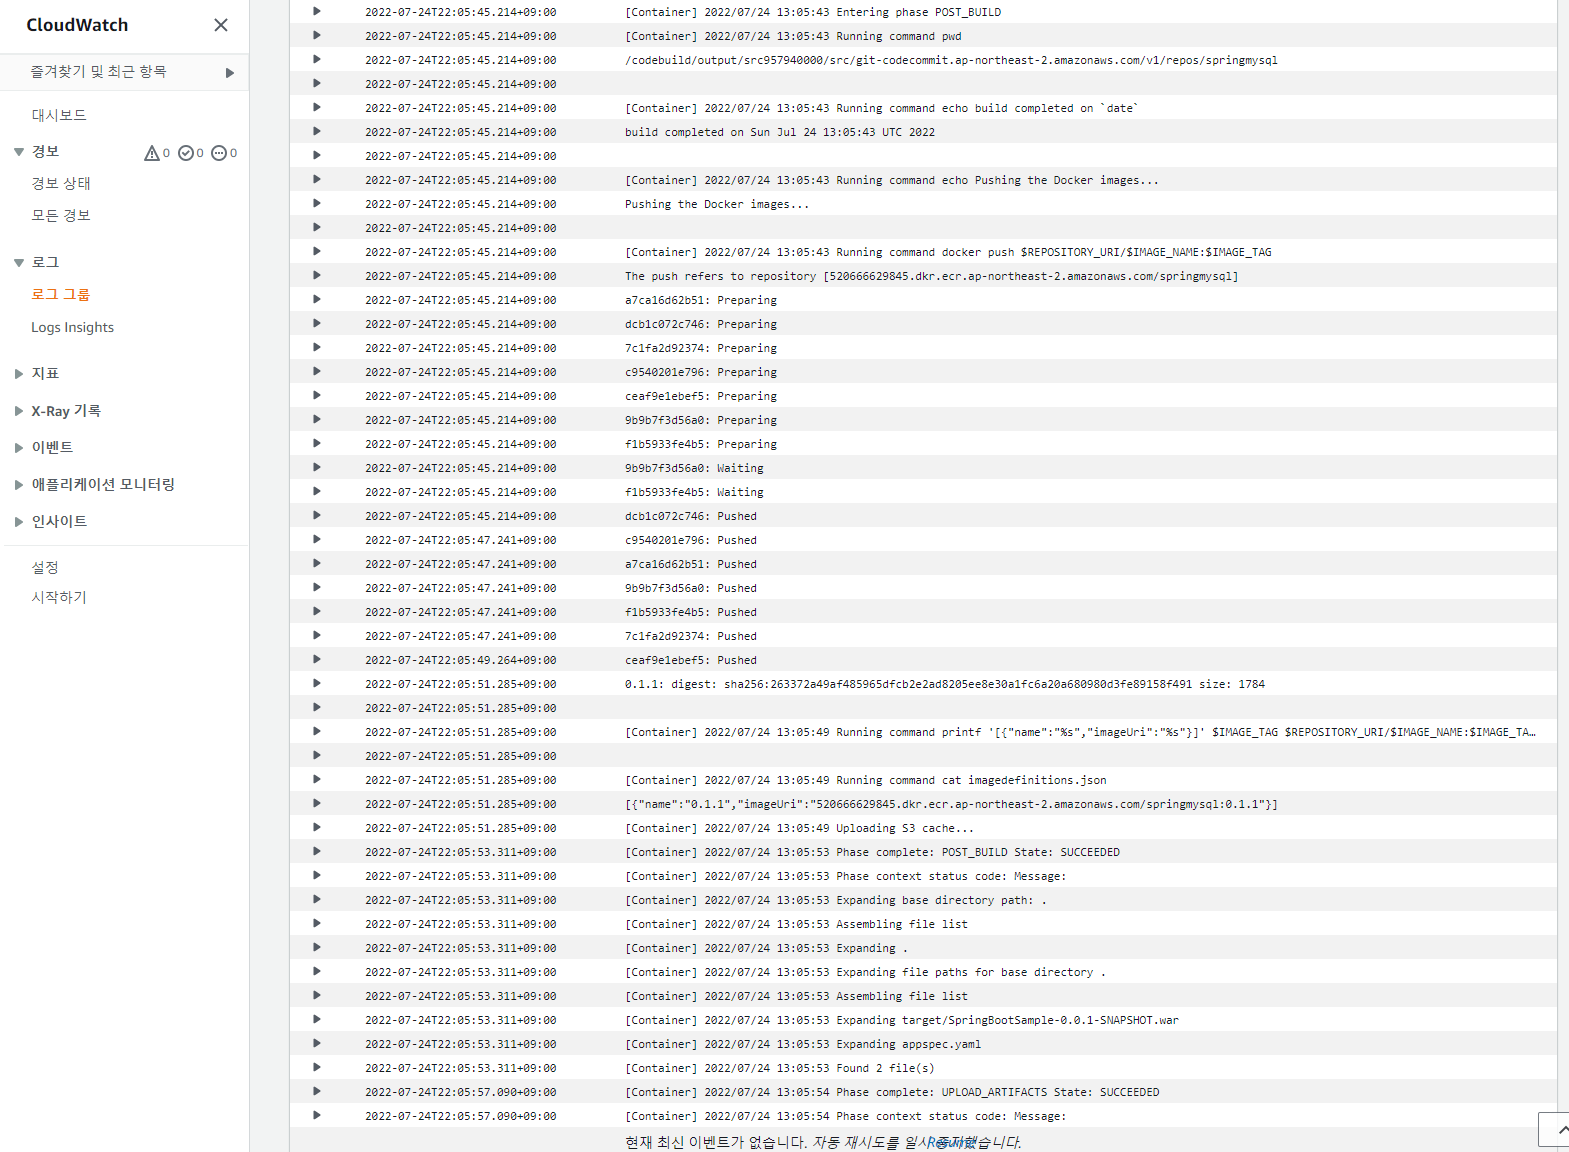 CloudWatch
즐겨찾기 및 최근 항목
대시보드
경보 0 0 0
경보 상태
모든 경보
로그
로그 그룹
Logs Insights
지표
X-Ray 기록
이벤트
애플리케이션 모니터링
인사이트
설정
시작하기
2022-07-24T22:05:45.214+09:00 [Container] 2022/07/24 13:05:43 Entering phase POST_BUILD
2022-07-24T22:05:45.214+09:00 [Container] 2022/07/24 13:05:43 Running command pwd
2022-07-24T22:05:45.214+09:00 /codebuild/output/src957940000/src/git-codecommit.ap-northeast-2.amazonaws.com/v1/repos/springmysql
2022-07-24T22:05:45.214+09:00
2022-07-24T22:05:45.214+09:00 [Container] 2022/07/24 13:05:43 Running command echo build completed on `date`
2022-07-24T22:05:45.214+09:00 build completed on Sun Jul 24 13:05:43 UTC 2022
2022-07-24T22:05:45.214+09:00
2022-07-24T22:05:45.214+09:00 [Container] 2022/07/24 13:05:43 Running command echo Pushing the Docker images...
2022-07-24T22:05:45.214+09:00 Pushing the Docker images...
2022-07-24T22:05:45.214+09:00
2022-07-24T22:05:45.214+09:00 [Container] 2022/07/24 13:05:43 Running command docker push $REPOSITORY_URI/$IMAGE_NAME:$IMAGE_TAG
2022-07-24T22:05:45.214+09:00 The push refers to repository [520666629845.dkr.ecr.ap-northeast-2.amazonaws.com/springmysql]
2022-07-24T22:05:45.214+09:00 a7ca16d62b51: Preparing
2022-07-24T22:05:45.214+09:00 dcb1c072c746: Preparing
2022-07-24T22:05:45.214+09:00 7c1fa2d92374: Preparing
2022-07-24T22:05:45.214+09:00 c9540201e796: Preparing
2022-07-24T22:05:45.214+09:00 ceaf9e1ebef5: Preparing
2022-07-24T22:05:45.214+09:00 9b9b7f3d56a0: Preparing
2022-07-24T22:05:45.214+09:00 f1b5933fe4b5: Preparing
2022-07-24T22:05:45.214+09:00 9b9b7f3d56a0: Waiting
2022-07-24T22:05:45.214+09:00 f1b5933fe4b5: Waiting
2022-07-24T22:05:45.214+09:00 dcb1c072c746: Pushed
2022-07-24T22:05:47.241+09:00 c9540201e796: Pushed
2022-07-24T22:05:47.241+09:00 a7ca16d62b51: Pushed
2022-07-24T22:05:47.241+09:00 9b9b7f3d56a0: Pushed
2022-07-24T22:05:47.241+09:00 f1b5933fe4b5: Pushed
2022-07-24T22:05:47.241+09:00 7c1fa2d92374: Pushed
2022-07-24T22:05:49.264+09:00 ceaf9e1ebef5: Pushed
2022-07-24T22:05:51.285+09:00 0.1.1: digest: sha256:263372a49af485965dfcb2e2ad8205ee8e30a1fc6a20a680980d3fe89158f491 size: 1784
2022-07-24T22:05:51.285+09:00
2022-07-24T22:05:51.285+09:00 [Container] 2022/07/24 13:05:49 Running command printf '[{"name":"%s","imageUri":"%s"}]' $IMAGE_TAG $REPOSITORY_URI/$IMAGE_NAME:$IMAGE_TA…
2022-07-24T22:05:51.285+09:00
2022-07-24T22:05:51.285+09:00 [Container] 2022/07/24 13:05:49 Running command cat imagedefinitions.json
2022-07-24T22:05:51.285+09:00 [{"name":"0.1.1","imageUri":"520666629845.dkr.ecr.ap-northeast-2.amazonaws.com/springmysql:0.1.1"}]
2022-07-24T22:05:51.285+09:00 [Container] 2022/07/24 13:05:49 Uploading S3 cache...
2022-07-24T22:05:53.311+09:00 [Container] 2022/07/24 13:05:53 Phase complete: POST_BUILD State: SUCCEEDED
2022-07-24T22:05:53.311+09:00 [Container] 2022/07/24 13:05:53 Phase context status code: Message:
2022-07-24T22:05:53.311+09:00 [Container] 2022/07/24 13:05:53 Expanding base directory path: .
2022-07-24T22:05:53.311+09:00 [Container] 2022/07/24 13:05:53 Assembling file list
2022-07-24T22:05:53.311+09:00 [Container] 2022/07/24 13:05:53 Expanding .
2022-07-24T22:05:53.311+09:00 [Container] 2022/07/24 13:05:53 Expanding file paths for base directory .
2022-07-24T22:05:53.311+09:00 [Container] 2022/07/24 13:05:53 Assembling file list
2022-07-24T22:05:53.311+09:00 [Container] 2022/07/24 13:05:53 Expanding target/SpringBootSample-0.0.1-SNAPSHOT.war
2022-07-24T22:05:53.311+09:00 [Container] 2022/07/24 13:05:53 Expanding appspec.yaml
2022-07-24T22:05:53.311+09:00 [Container] 2022/07/24 13:05:53 Found 2 file(s)
2022-07-24T22:05:57.090+09:00 [Container] 2022/07/24 13:05:54 Phase complete: UPLOAD_ARTIFACTS State: SUCCEEDED
2022-07-24T22:05:57.090+09:00 [Container] 2022/07/24 13:05:54 Phase context status code: Message:
현재 최신 이벤트가 없습니다. 자동 재시도를 일시 중지했습니다. Resume